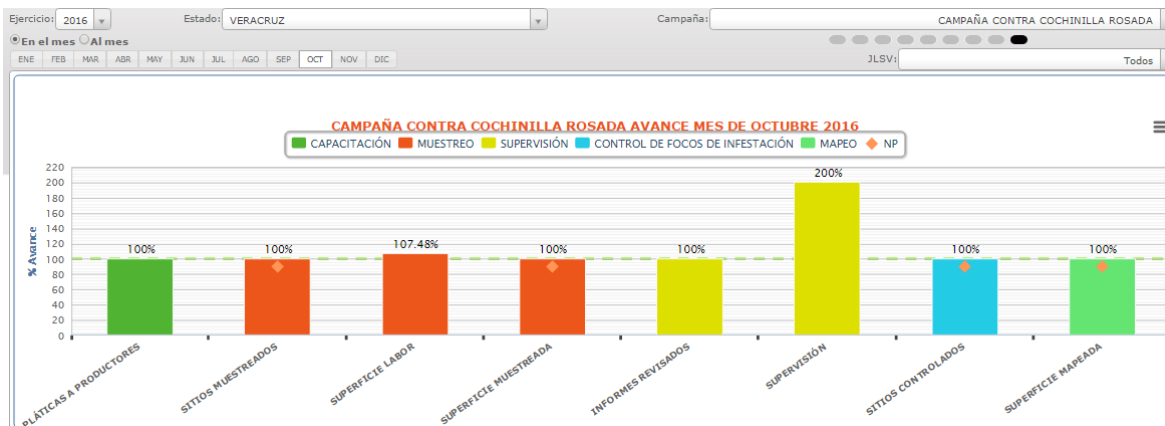 Ejercicio: 2016 Estado: VERACRUZ Campaña: CAMPAÑA CONTRA COCHINILLA ROSADA
En el mes Al mes
ENE FEB MAR ABR MAY JUN JUL AGO SEP OCT NOV DIC JLSV: Todos
CAMPAÑA CONTRA COCHINILLA ROSADA AVANCE MES DE OCTUBRE 2016
CAPACITACIÓN MUESTREO SUPERVISIÓN CONTROL DE FOCOS DE INFESTACIÓN MAPEO NP
% Avance
220
200
180
160
140
120
100
80
60
40
20
0
100% 100% 107.48% 100% 100% 200% 100% 100%
PLÁTICAS A PRODUCTORES
SITIOS MUESTREADOS
SUPERFICIE LABOR
SUPERFICIE MUESTREADA
INFORMES REVISADOS
SUPERVISIÓN
SITIOS CONTROLADOS
SUPERFICIE MAPEADA